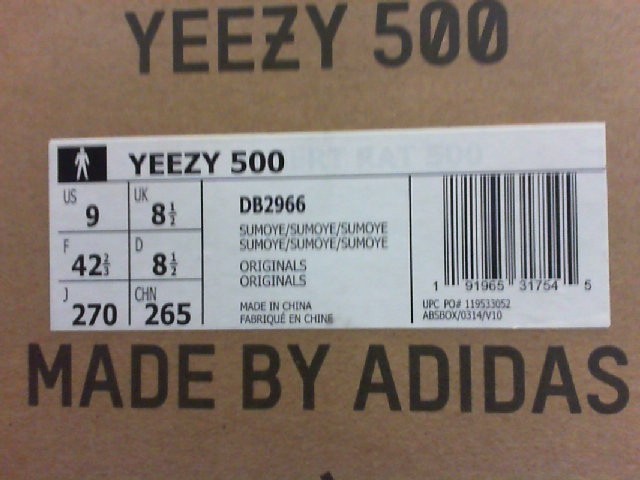 YEEZY 500
YEEZY 500
US 9
UK 8½
F 42⅔
D 8½
J 270
CHN 265
DB2966
SUMOYE/SUMOYE/SUMOYE
SUMOYE/SUMOYE/SUMOYE
ORIGINALS
ORIGINALS
MADE IN CHINA
FABRIQUÉ EN CHINE
1 91965 31754 5
UPC PO# 119533052
ABSBOX/0314/V10
MADE BY ADIDAS